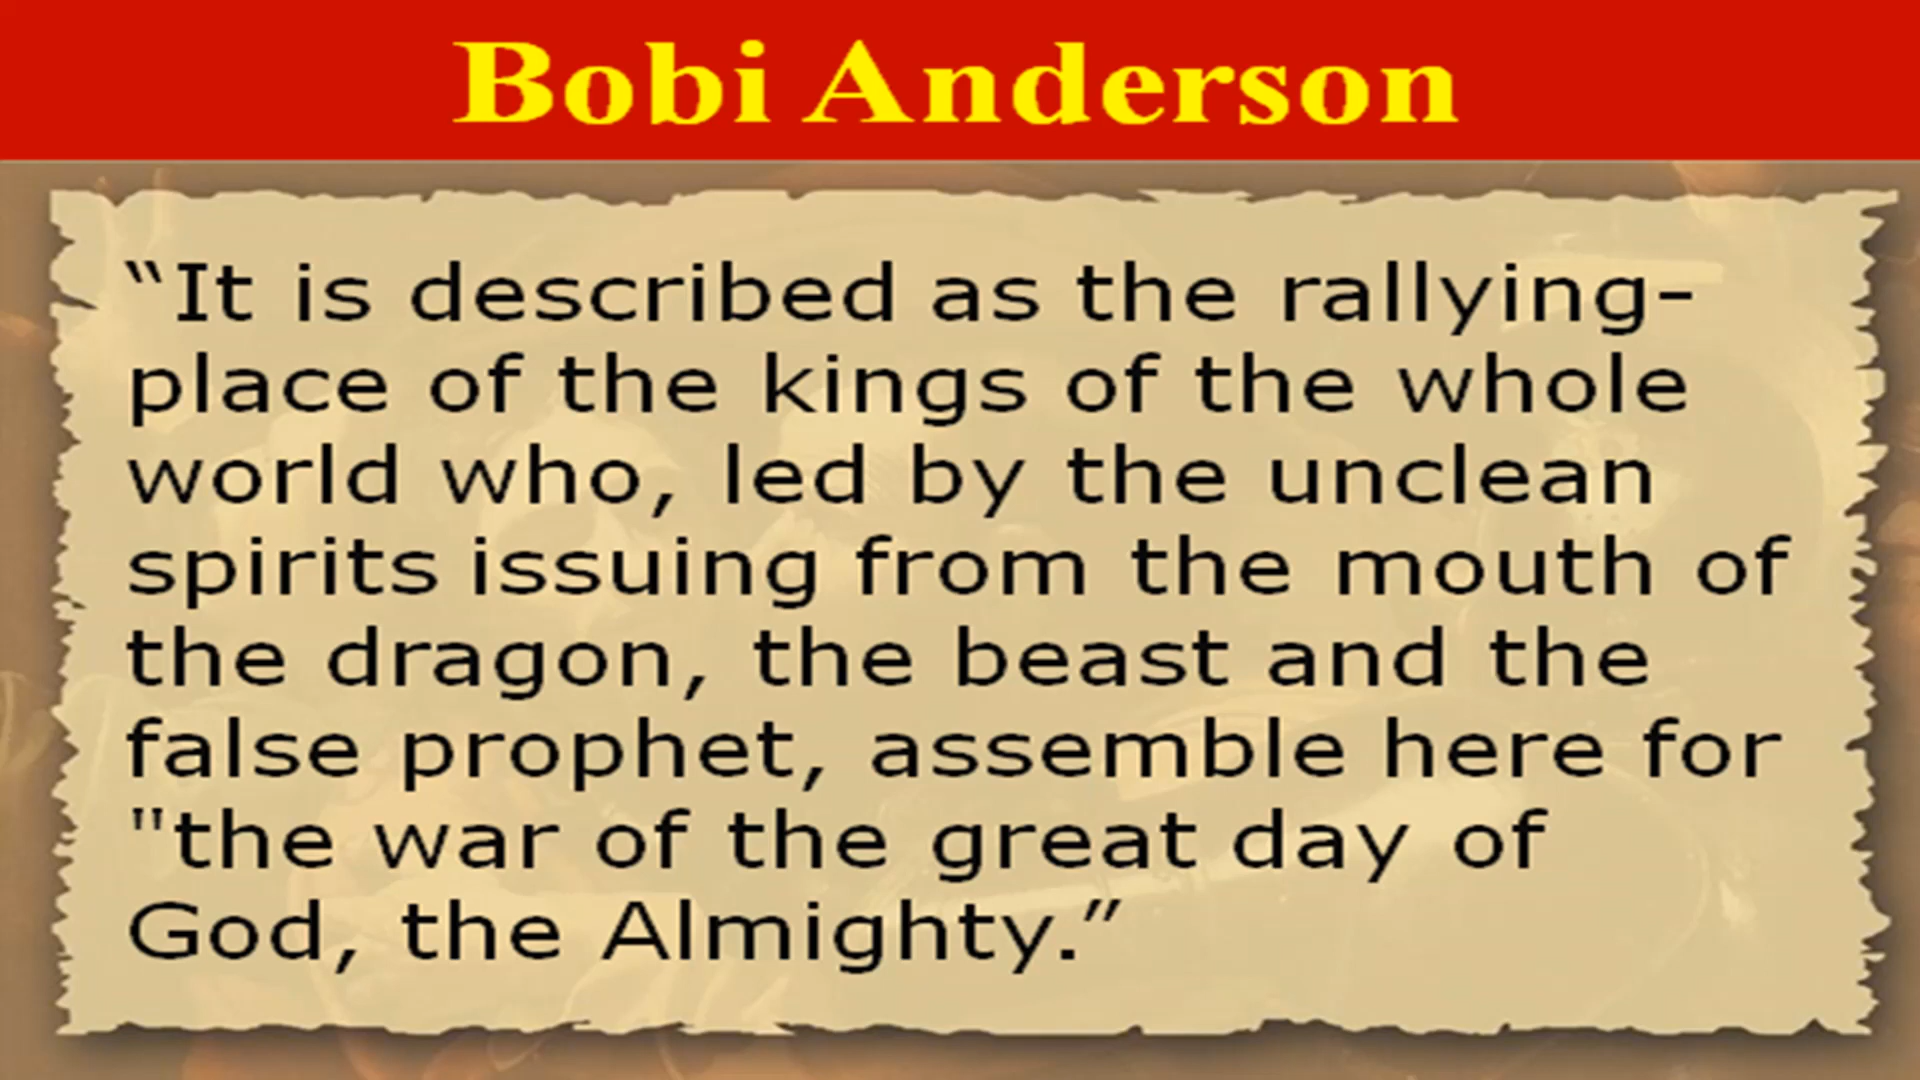 Bobi Anderson
“It is described as the rallying-
place of the kings of the whole
world who, led by the unclean
spirits issuing from the mouth of
the dragon, the beast and the
false prophet, assemble here for
"the war of the great day of
God, the Almighty.”